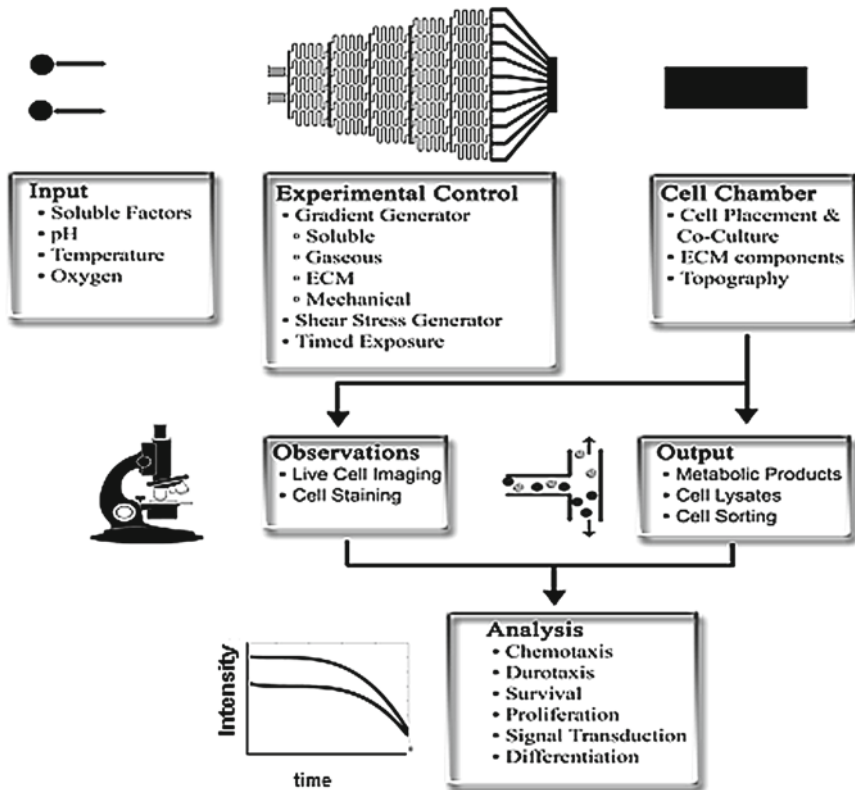 Input
• Soluble Factors
• pH
• Temperature
• Oxygen
Experimental Control
• Gradient Generator
◦ Soluble
◦ Gaseous
◦ ECM
◦ Mechanical
• Shear Stress Generator
• Timed Exposure
Cell Chamber
• Cell Placement &
Co-Culture
• ECM components
• Topography
Observations
• Live Cell Imaging
• Cell Staining
Output
• Metabolic Products
• Cell Lysates
• Cell Sorting
Intensity
time
Analysis
• Chemotaxis
• Durotaxis
• Survival
• Proliferation
• Signal Transduction
• Differentiation